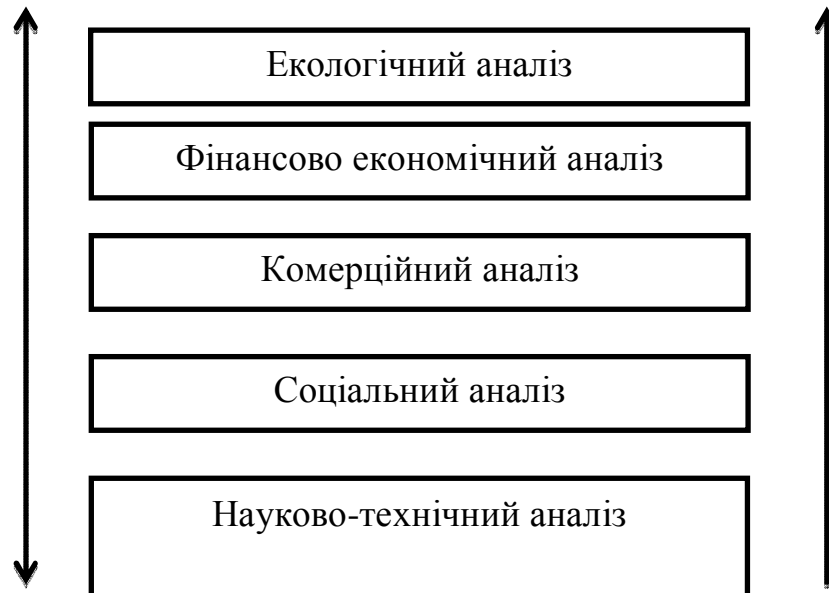 Екологічний аналіз
Фінансово економічний аналіз
Комерційний аналіз
Соціальний аналіз
Науково-технічний аналіз